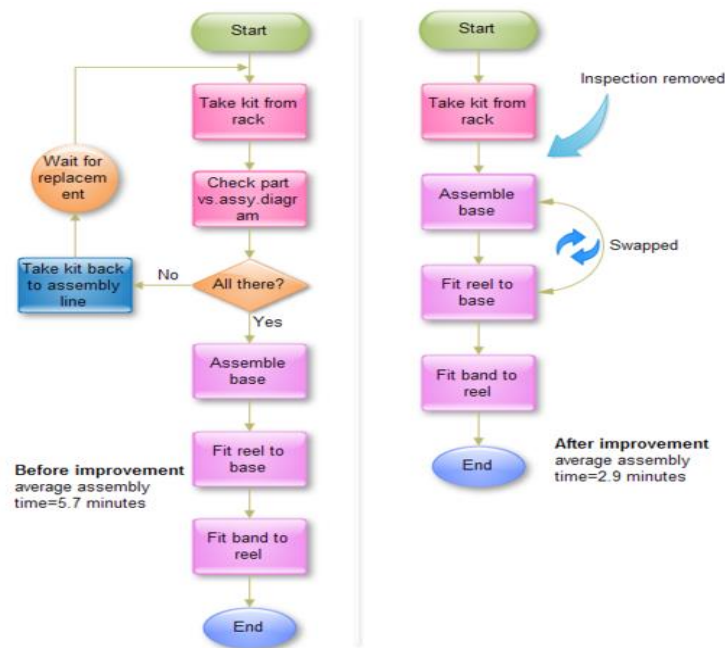 Start
Take kit from
rack
Check part
vs.assy.diagr
am
All there?
No
Take kit back
to assembly
line
Wait for
replacem
ent
Yes
Assemble
base
Fit reel to
base
Fit band to
reel
End
Before improvement
average assembly
time=5.7 minutes
Start
Inspection removed
Take kit from
rack
Assemble
base
Swapped
Fit reel to
base
Fit band to
reel
End
After improvement
average assembly
time=2.9 minutes